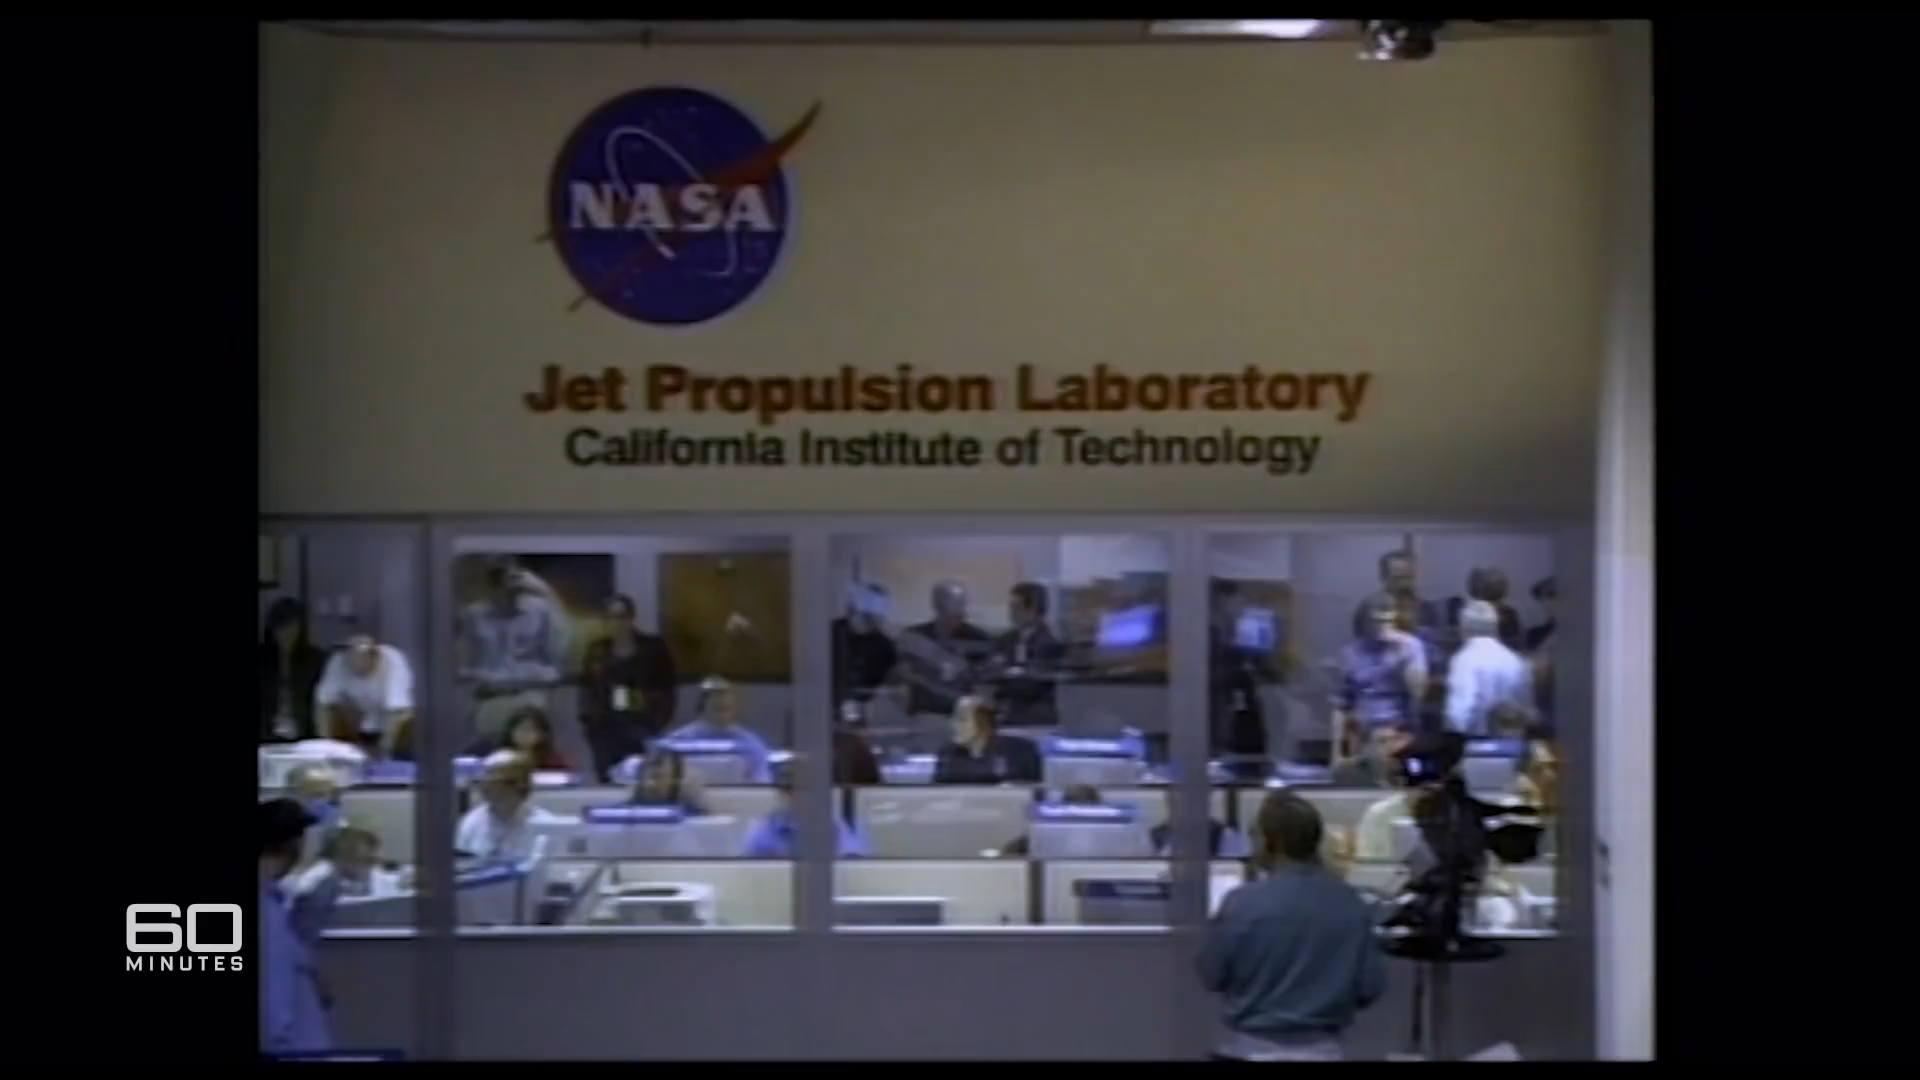 NASA
Jet Propulsion Laboratory
California Institute of Technology
60
MINUTES